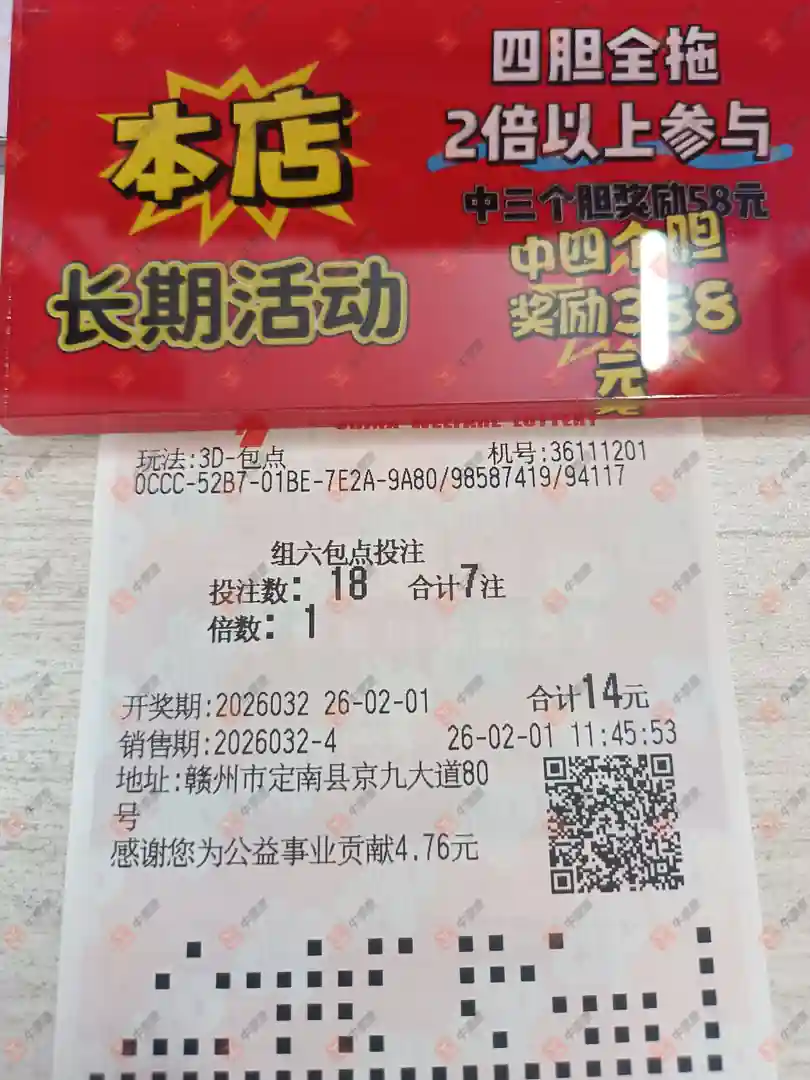 本店
长期活动
四胆全拖
2倍以上参与
中三个胆奖励58元
中四个胆
奖励388
元
CHINA WELFARE LOTTERY
玩法:3D-包点 机号:36111201
0CCC-52B7-01BE-7E2A-9A80/98587419/94117
组六包点投注
投注数: 18 合计7注
倍数: 1
开奖期:2026032 26-02-01 合计14元
销售期:2026032-4 26-02-01 11:45:53
地址:赣州市定南县京九大道80
号
感谢您为公益事业贡献4.76元